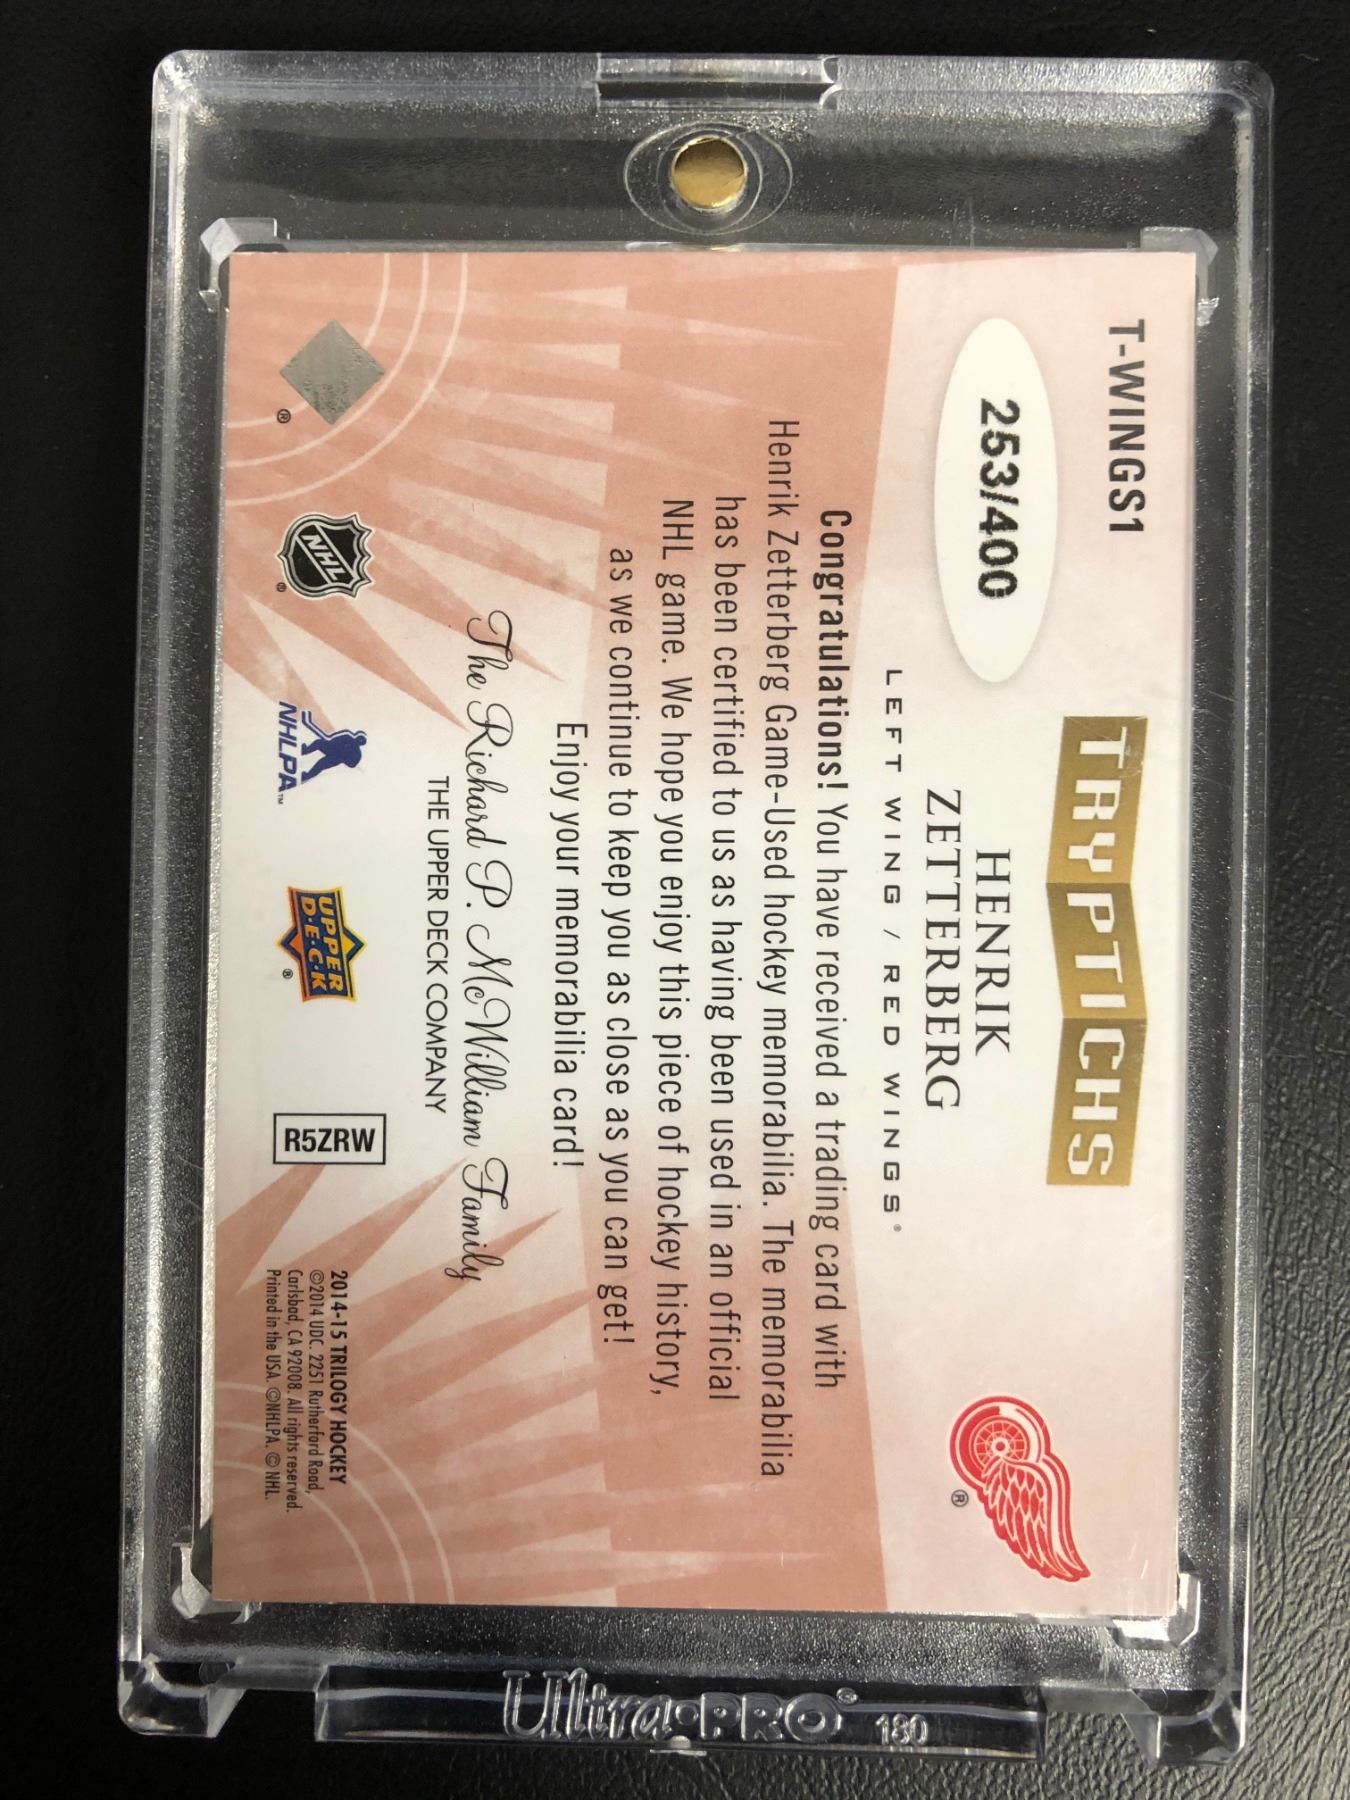 T-WINGS1
TRYPTICHS
253/400
HENRIK
ZETTERBERG
LEFT WING / RED WINGS®
®
Congratulations! You have received a trading card with
Henrik Zetterberg Game-Used hockey memorabilia. The memorabilia
has been certified to us as having been used in an official
NHL game. We hope you enjoy this piece of hockey history,
as we continue to keep you as close as you can get!
Enjoy your memorabilia card!
The Richard P. McWilliam Family
THE UPPER DECK COMPANY
®
NHL
®
NHLPA™
UPPER
D.E.C.K
®
R5ZRW
2014-15 TRILOGY HOCKEY
©2014 UDC. 2251 Rutherford Road,
Carlsbad, CA 92008. All rights reserved.
Printed in the USA. ©NHLPA. © NHL.
Ultra•PRO® 180